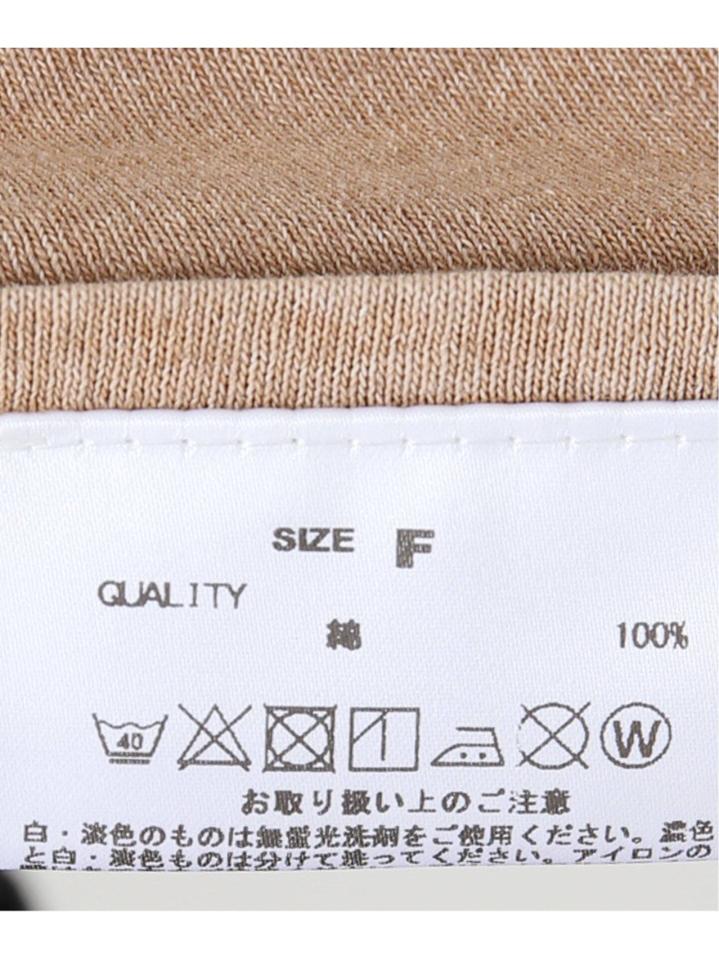 SIZE F
QUALITY
綿 100%
40
W
お取り扱い上のご注意
白・淡色のものは無蛍光洗剤をご使用ください。濃色
と白・淡色ものは分けて洗ってください。アイロンの